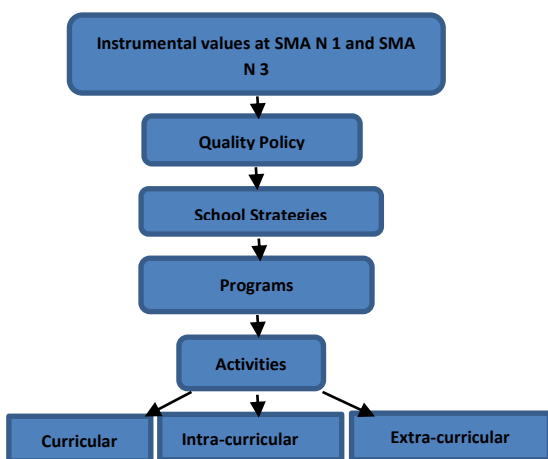 Instrumental values at SMA N 1 and SMA
N 3
Quality Policy
School Strategies
Programs
Activities
Curricular
Intra-curricular
Extra-curricular